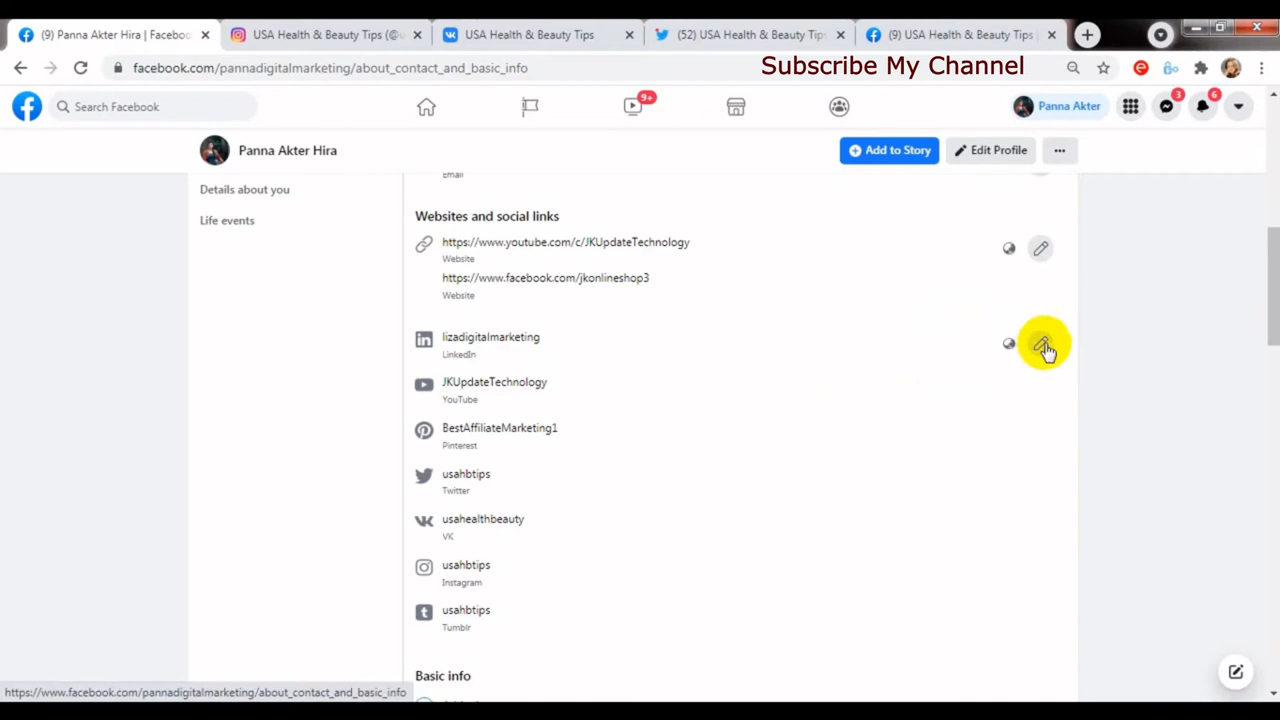 (9) Panna Akter Hira | Faceboo
USA Health & Beauty Tips (@u
USA Health & Beauty Tips
(52) USA Health & Beauty Tips
(9) USA Health & Beauty Tips
facebook.com/pannadigitalmarketing/about_contact_and_basic_info
Subscribe My Channel
Search Facebook
9+
Panna Akter
3
6
Panna Akter Hira
Add to Story
Edit Profile
Details about you
Life events
Email
Websites and social links
https://www.youtube.com/c/JKUpdateTechnology
Website
https://www.facebook.com/jkonlineshop3
Website
lizadigitalmarketing
LinkedIn
JKUpdateTechnology
YouTube
BestAffiliateMarketing1
Pinterest
usahbtips
Twitter
usahealthbeauty
VK
usahbtips
Instagram
usahbtips
Tumblr
Basic info
https://www.facebook.com/pannadigitalmarketing/about_contact_and_basic_info